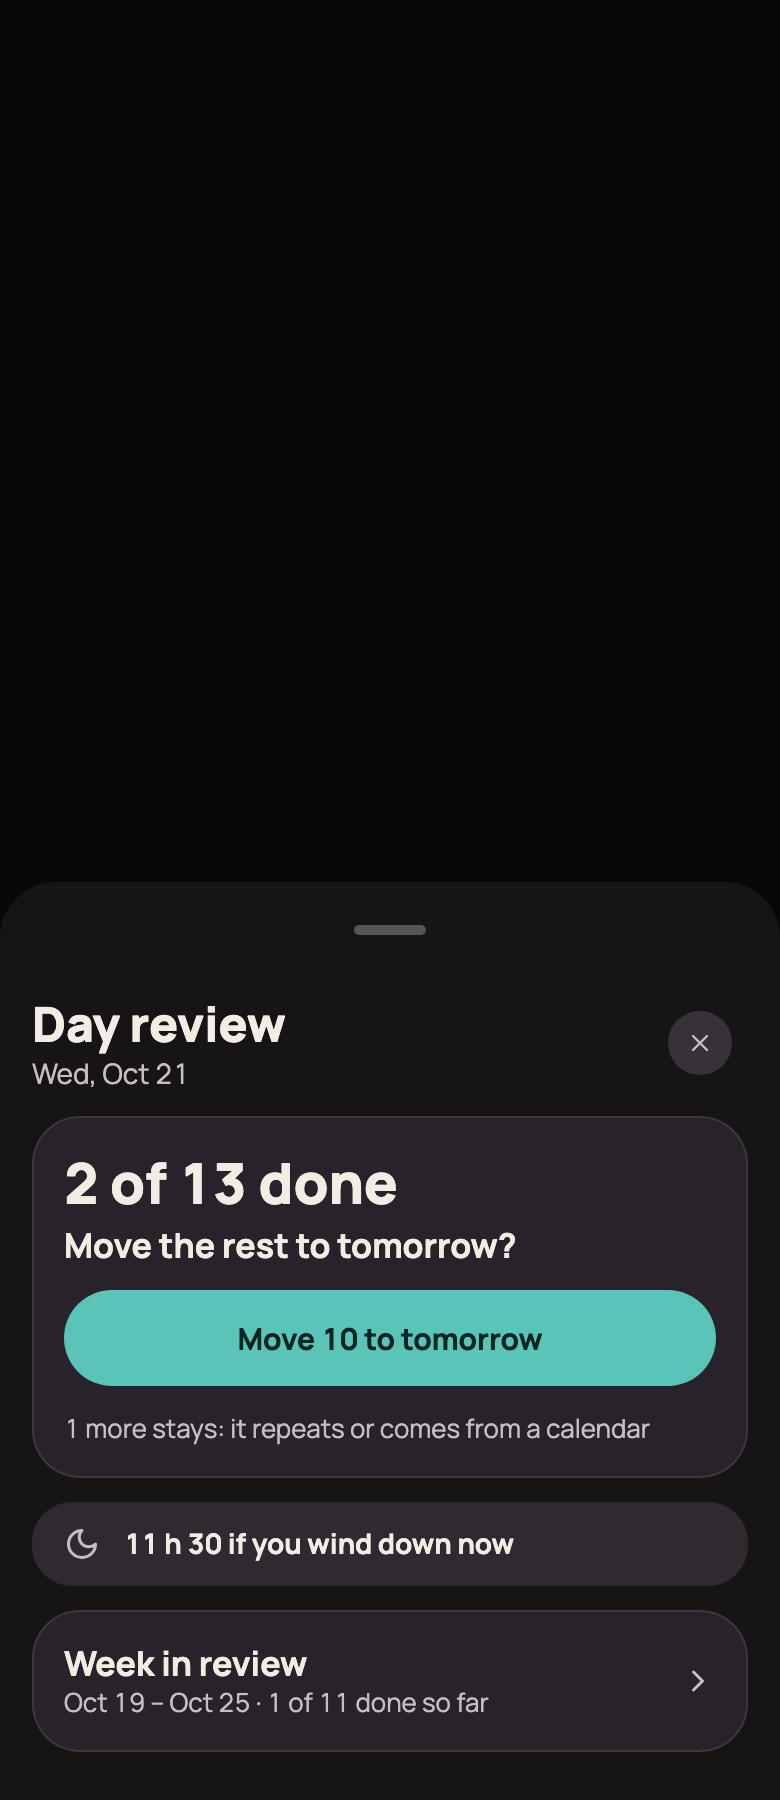 Day review
Wed, Oct 21
2 of 13 done
Move the rest to tomorrow?
Move 10 to tomorrow
1 more stays: it repeats or comes from a calendar
11 h 30 if you wind down now
Week in review
Oct 19 – Oct 25 · 1 of 11 done so far